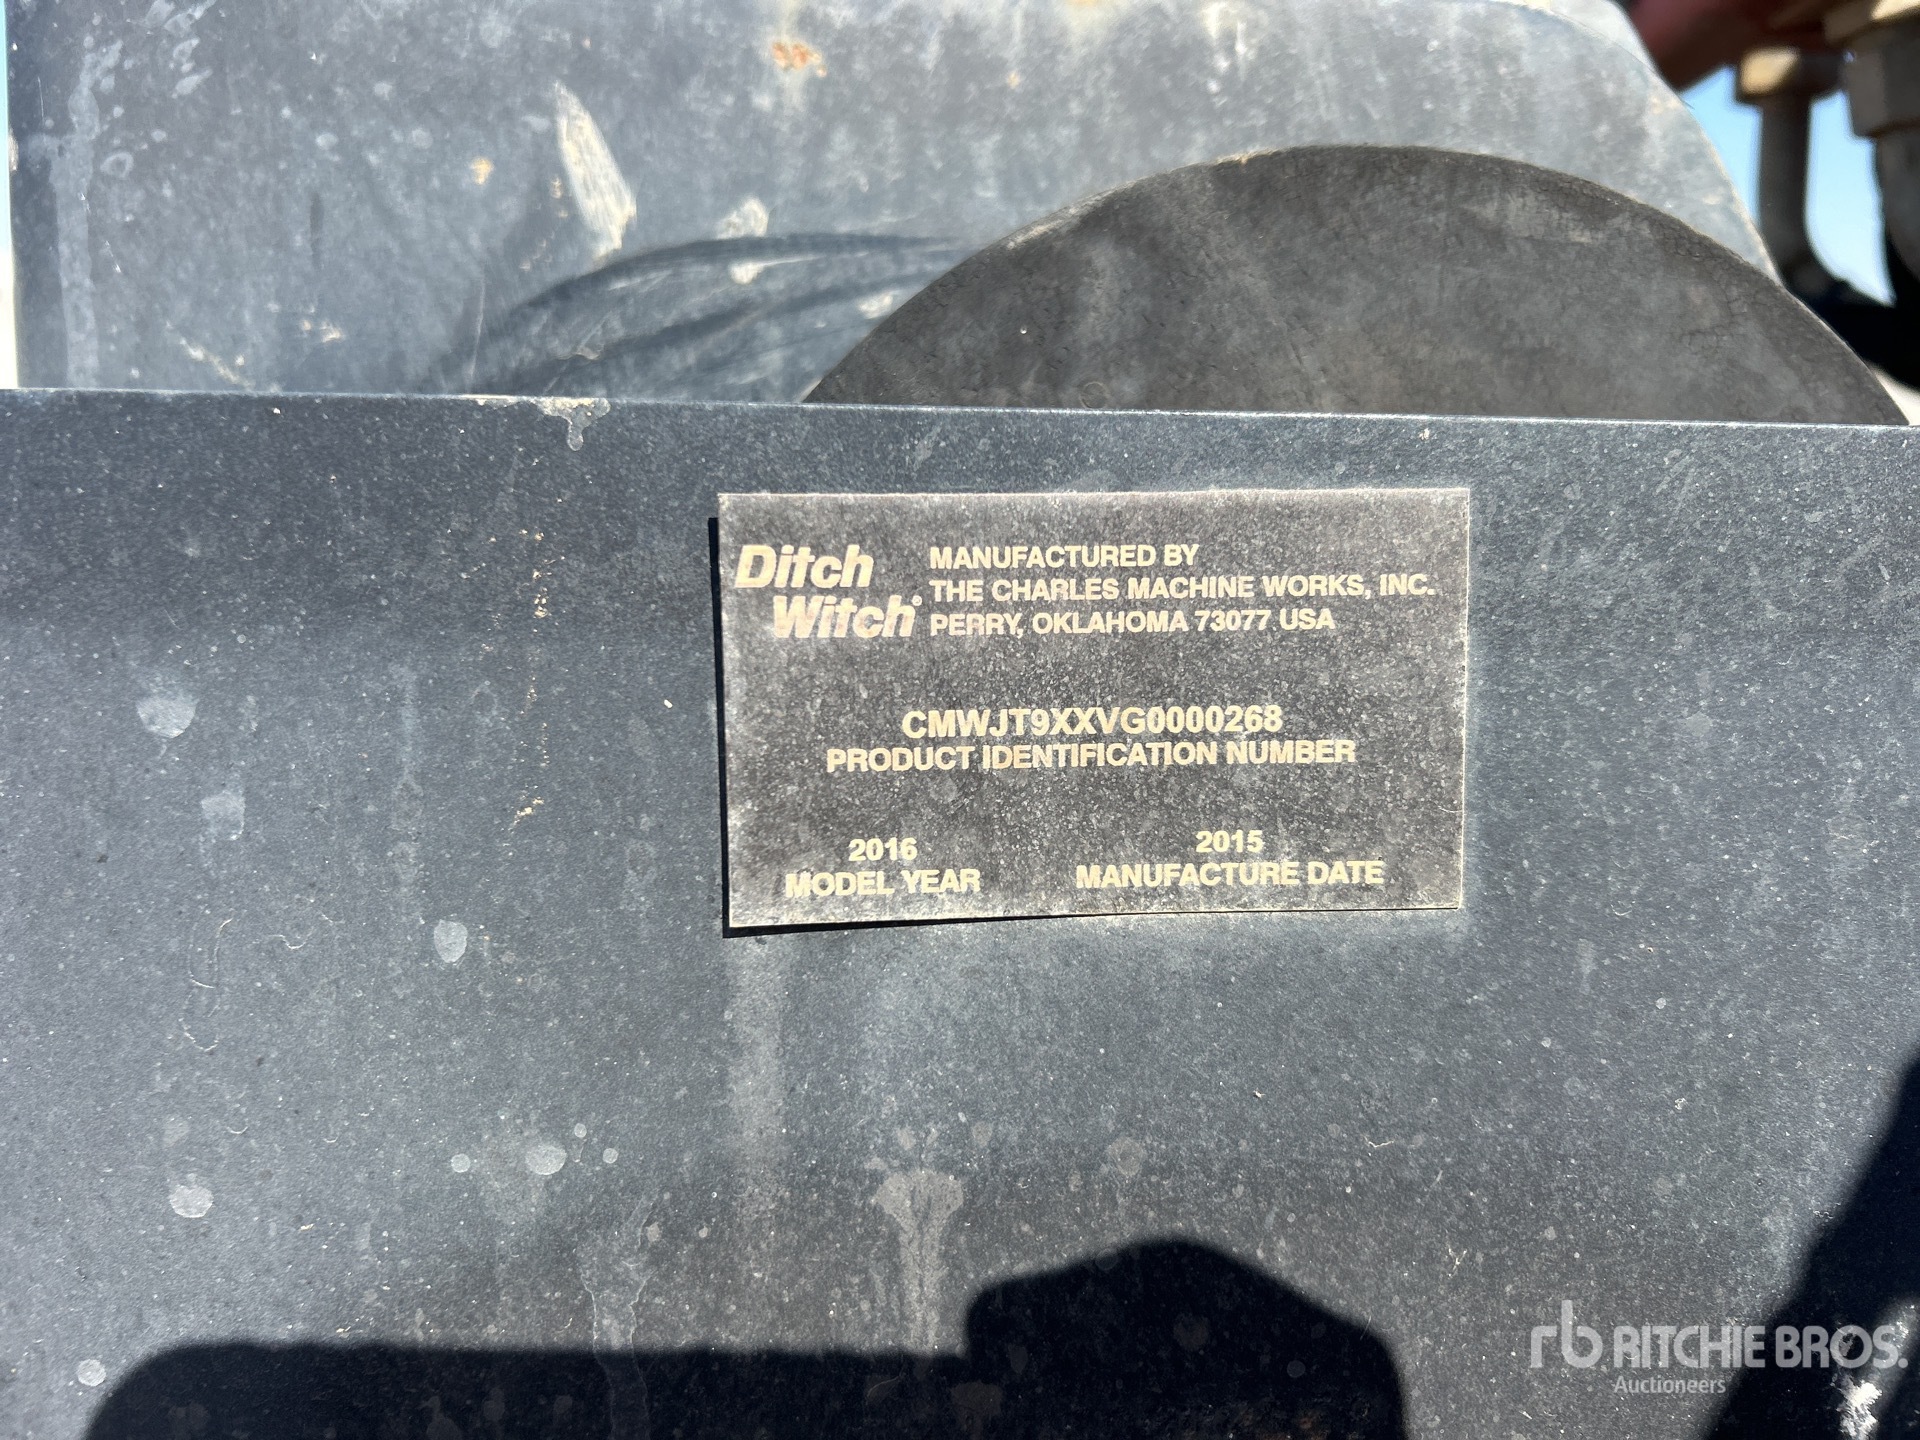 Ditch
Witch®
MANUFACTURED BY
THE CHARLES MACHINE WORKS, INC.
PERRY, OKLAHOMA 73077 USA
CMWJT9XXVG0000268
PRODUCT IDENTIFICATION NUMBER
2016
MODEL YEAR
2015
MANUFACTURE DATE
rb RITCHIE BROS.
Auctioneers